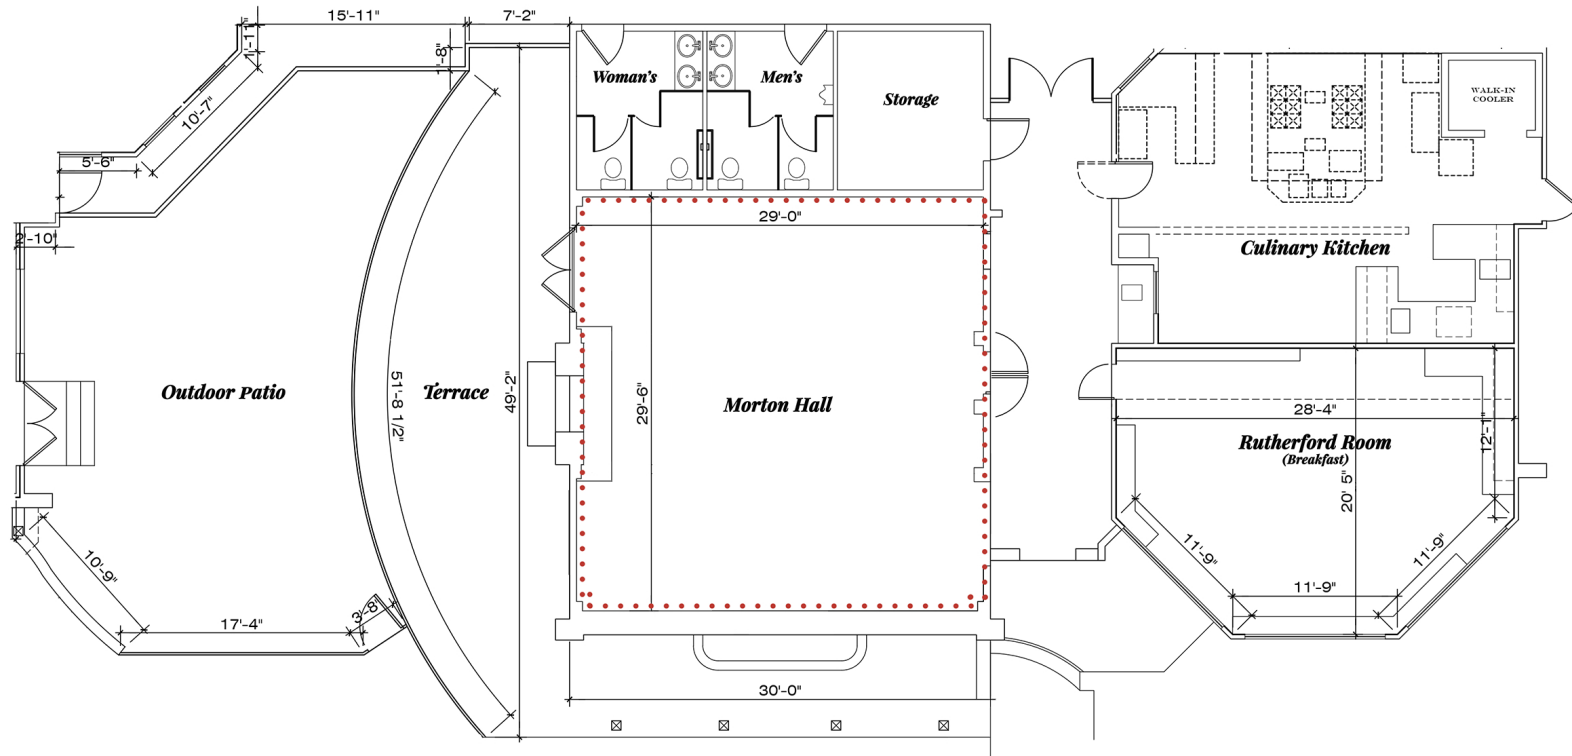 15'-11"
7'-2"
1'-11"
1'-8"
10'-7"
5'-6"
2'-10"
Woman's
Men's
Storage
WALK-IN
COOLER
29'-0"
Culinary Kitchen
Outdoor Patio
51'-8 1/2"
Terrace
49'-2"
29'-6"
Morton Hall
28'-4"
12'-1"
Rutherford Room
(Breakfast)
20' 5"
11'-9"
11'-9"
11'-9"
10'-9"
3'-8"
17'-4"
30'-0"